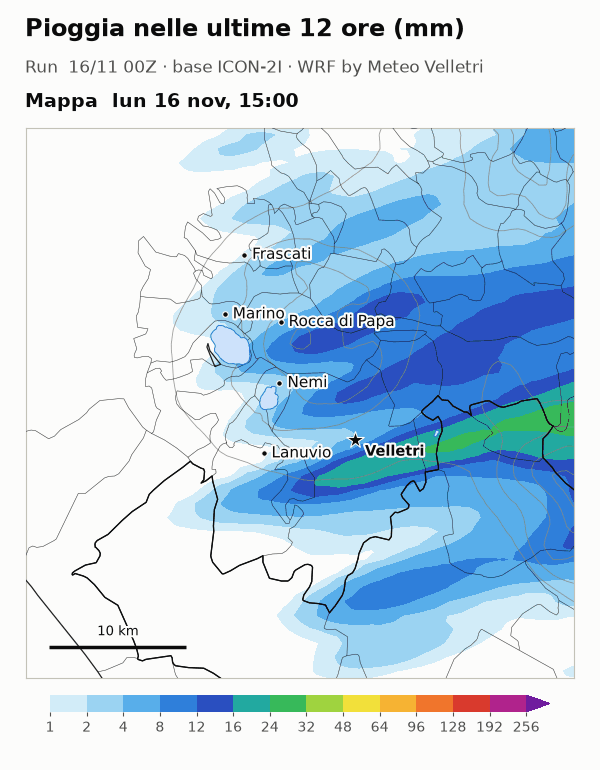 Pioggia nelle ultime 12 ore (mm)
Run  16/11 00Z · base ICON-2I · WRF by Meteo Velletri
Mappa  lun 16 nov, 15:00
Frascati
Marino
Rocca di Papa
Nemi
Velletri
Lanuvio
10 km
1 2 4 8 12 16 24 32 48 64 96 128 192 256